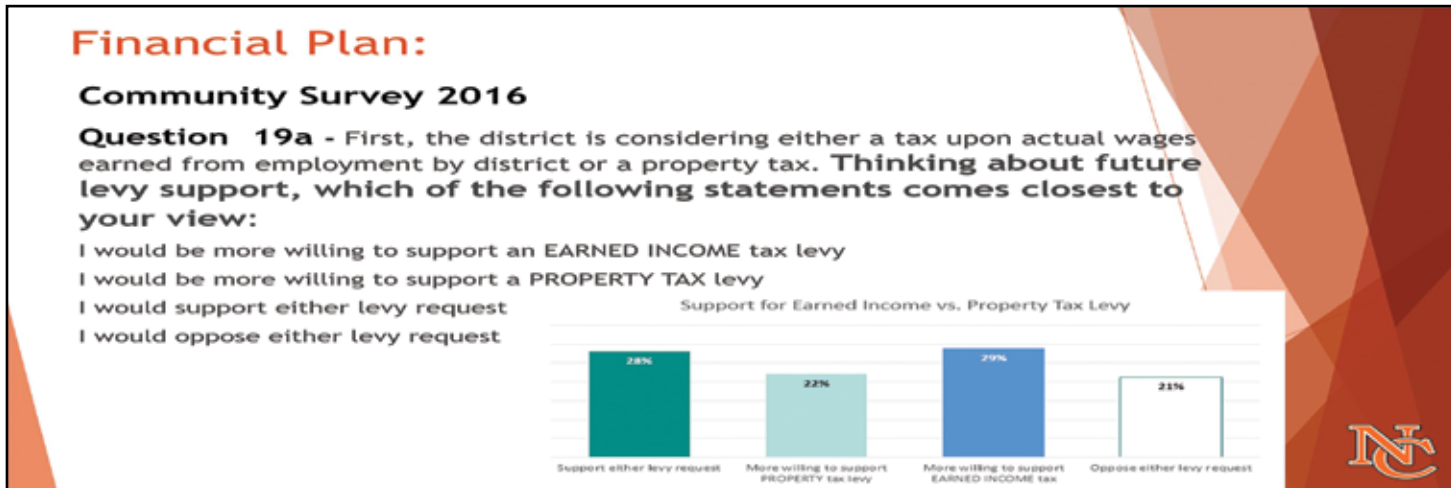 Financial Plan:
Community Survey 2016
Question 19a - First, the district is considering either a tax upon actual wages
earned from employment by district or a property tax. Thinking about future
levy support, which of the following statements comes closest to
your view:
I would be more willing to support an EARNED INCOME tax levy
I would be more willing to support a PROPERTY TAX levy
I would support either levy request
I would oppose either levy request
Support for Earned Income vs. Property Tax Levy
28%
22%
29%
21%
Support either levy request
More willing to support
PROPERTY tax levy
More willing to support
EARNED INCOME tax
Oppose either levy request
NC